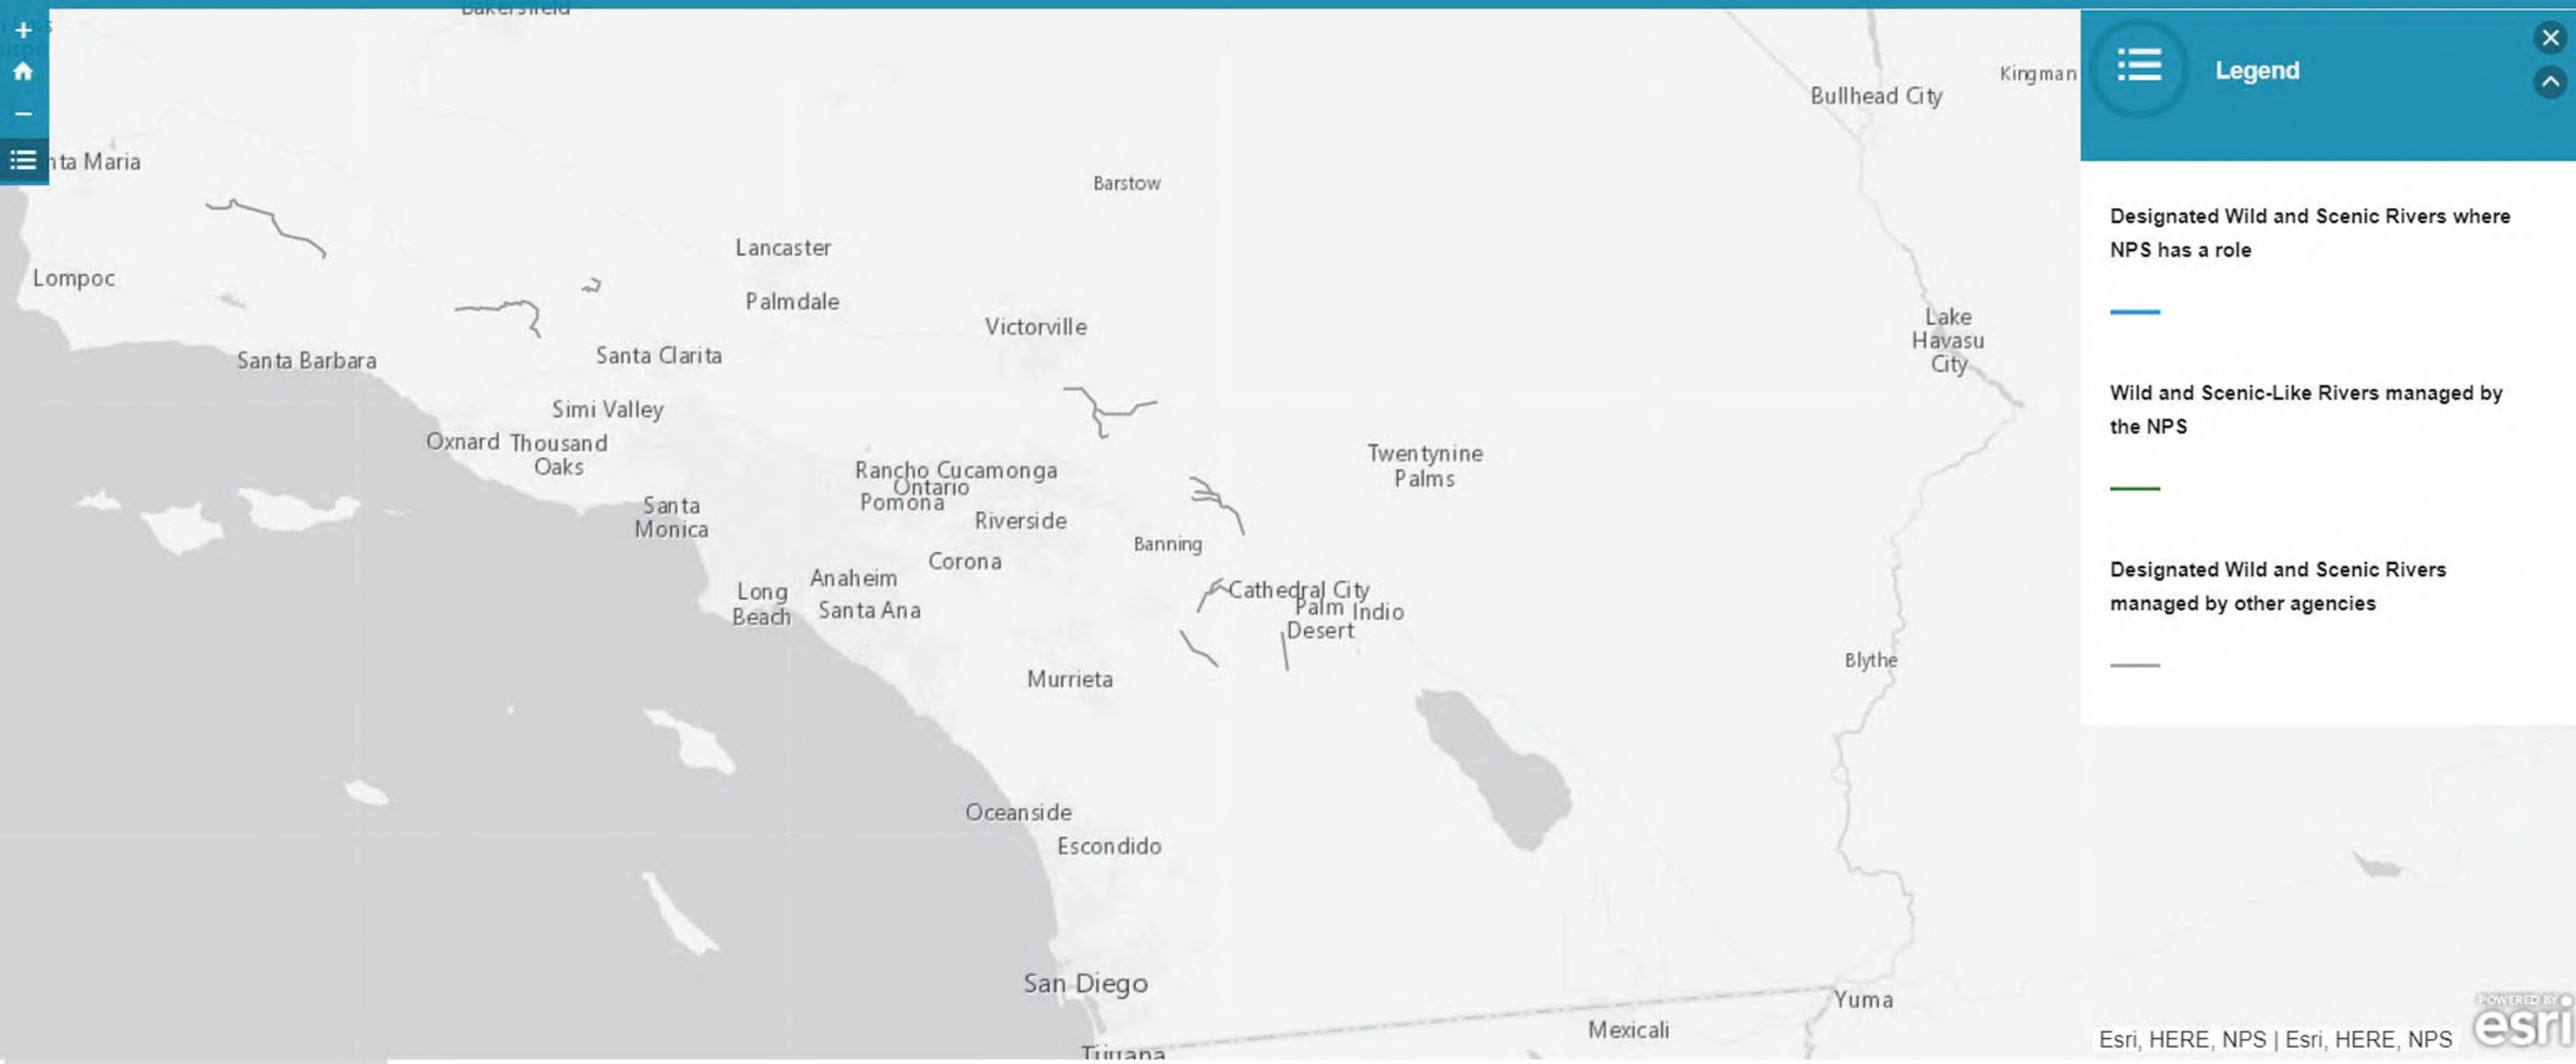 Bakersfield
Kingman
Bullhead City
nta Maria
Barstow
Lancaster
Lompoc
Palmdale
Victorville
Lake
Havasu
City
Santa Barbara
Santa Clarita
Simi Valley
Oxnard
Thousand
Oaks
Twentynine
Palms
Rancho Cucamonga
Ontario
Pomona
Santa
Monica
Riverside
Banning
Corona
Anaheim
Long
Beach
Santa Ana
Cathedral City
Palm
Desert
Indio
Murrieta
Blythe
Oceanside
Escondido
San Diego
Yuma
Mexicali
Tijuana
Legend
Designated Wild and Scenic Rivers where
NPS has a role
Wild and Scenic-Like Rivers managed by
the NPS
Designated Wild and Scenic Rivers
managed by other agencies
Esri, HERE, NPS | Esri, HERE, NPS
POWERED BY
esri